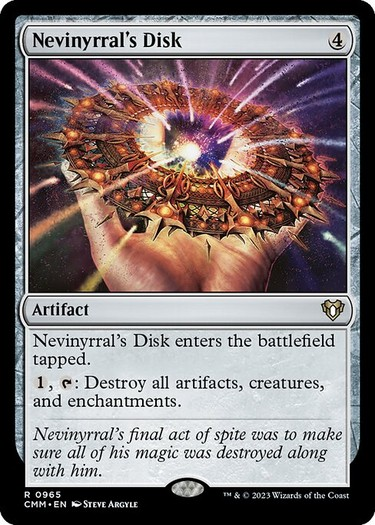 Nevinyrral's Disk
4
Artifact
Nevinyrral's Disk enters the battlefield
tapped.
1, : Destroy all artifacts, creatures,
and enchantments.
Nevinyrral's final act of spite was to make
sure all of his magic was destroyed along
with him.
R 0965
CMM • EN Steve Argyle
™ & © 2023 Wizards of the Coast